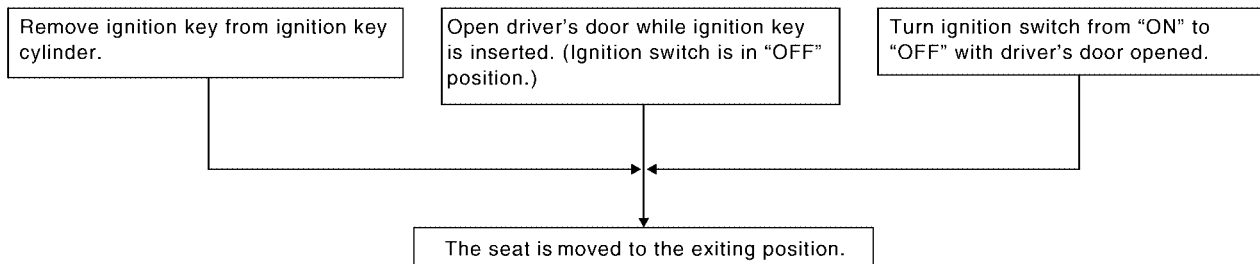 Remove ignition key from ignition key
cylinder.
Open driver's door while ignition key
is inserted. (Ignition switch is in “OFF”
position.)
Turn ignition switch from “ON” to
“OFF” with driver's door opened.
The seat is moved to the exiting position.